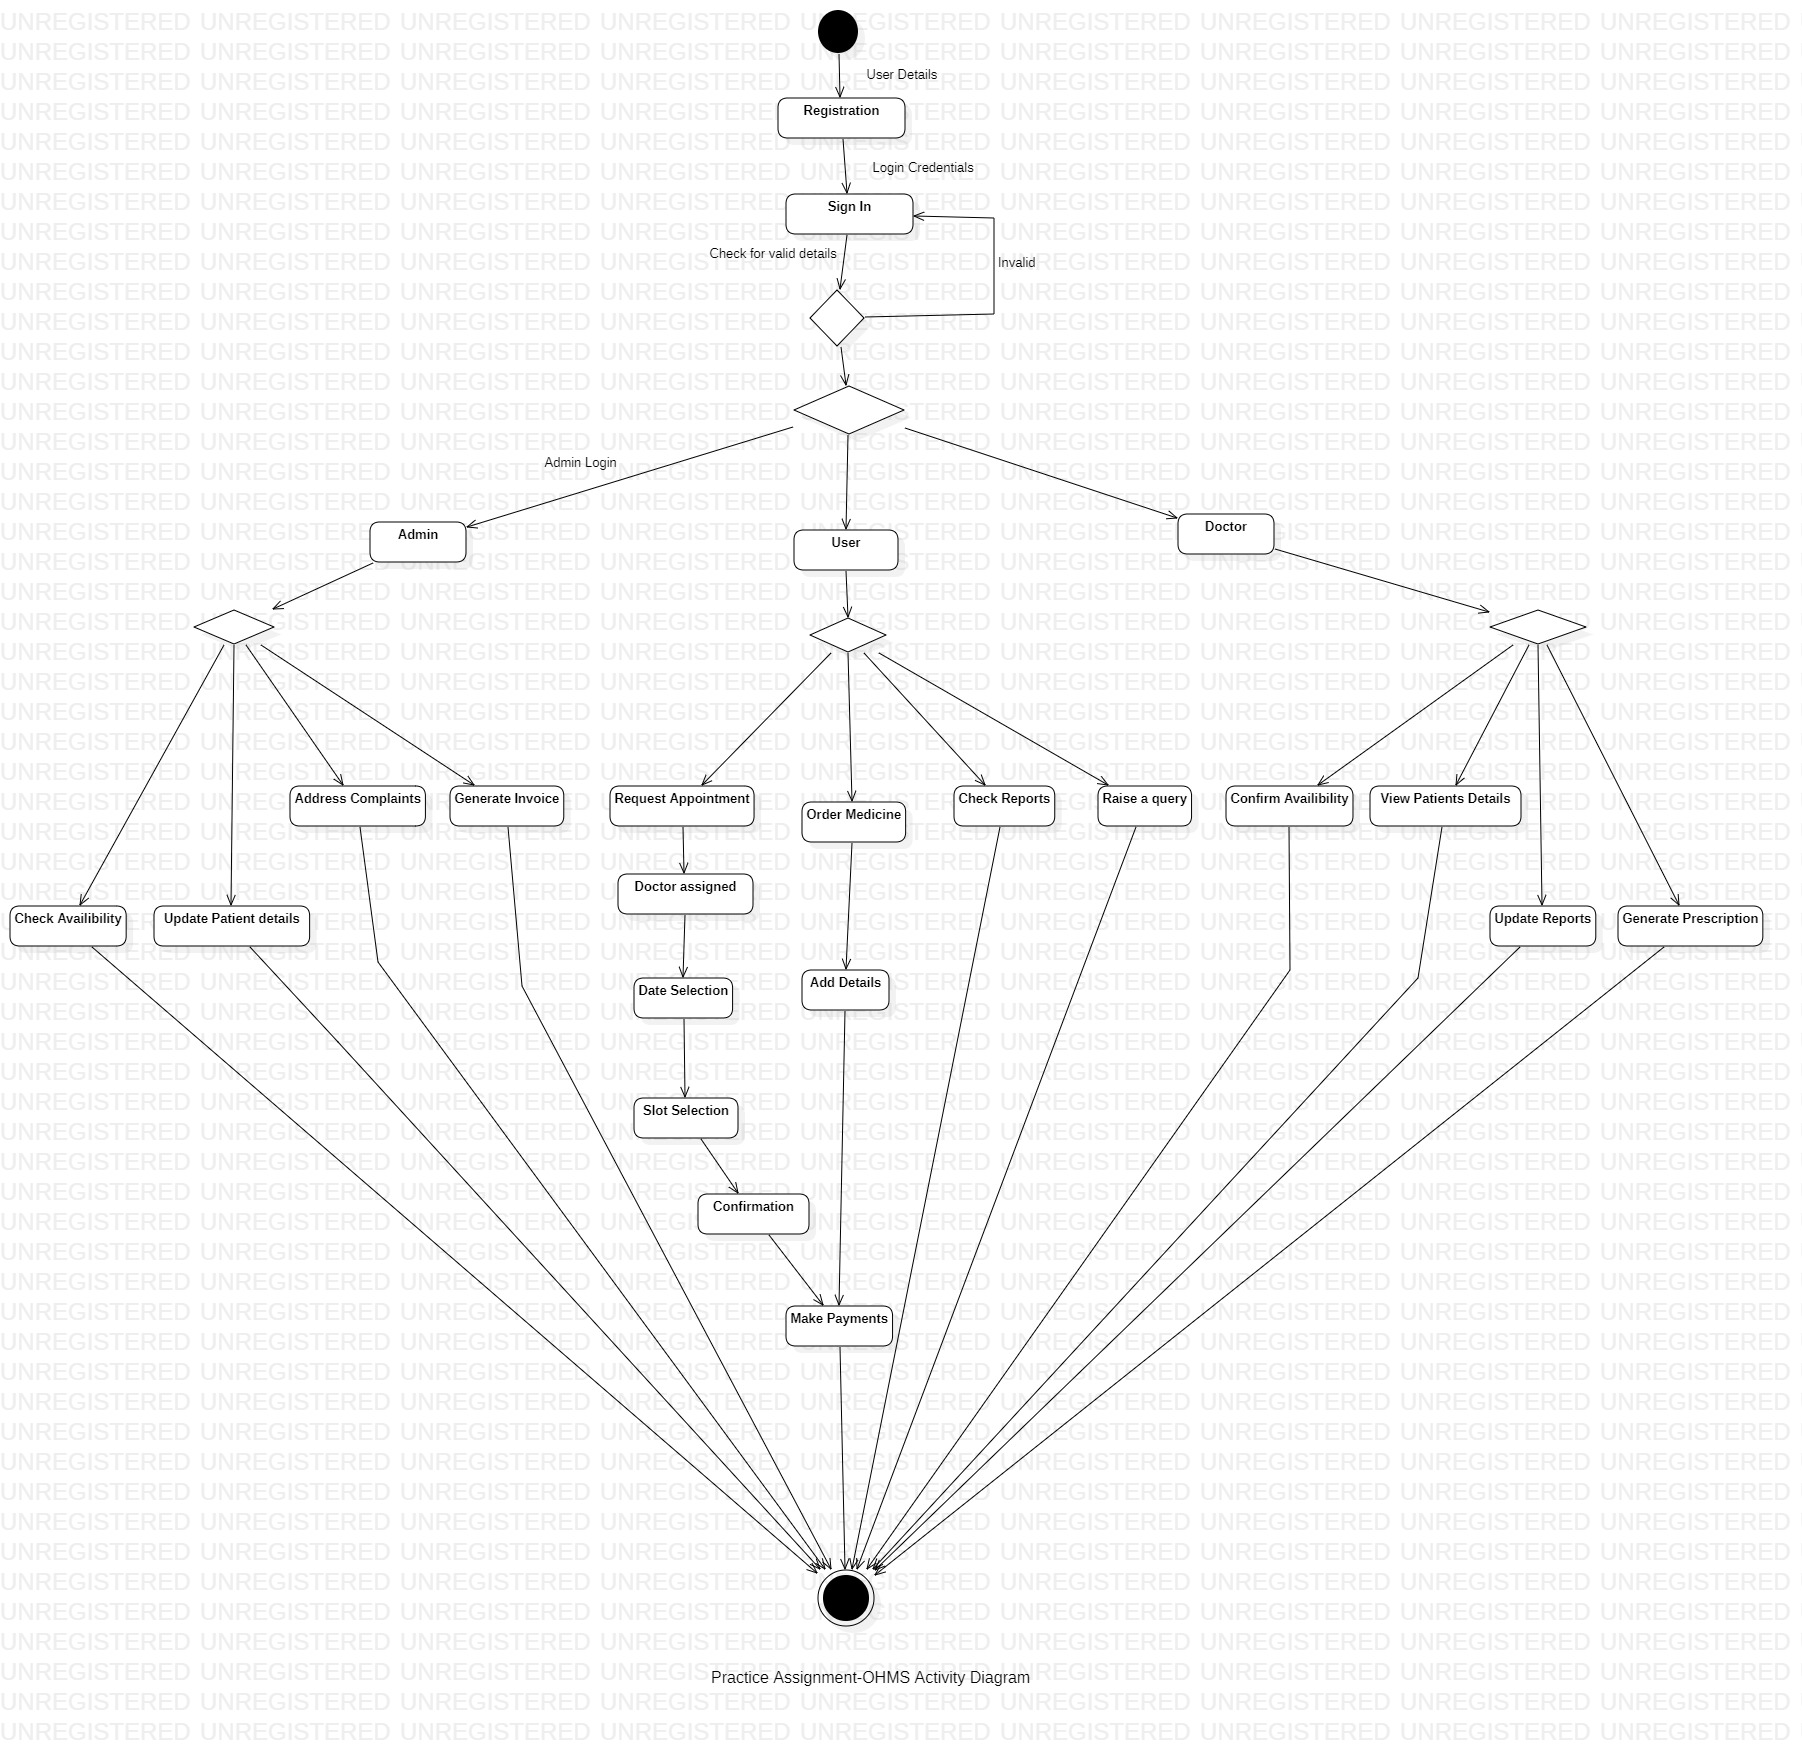 User Details
Registration
Login Credentials
Sign In
Check for valid details
Invalid
Admin Login
Admin
User
Doctor
Address Complaints
Generate Invoice
Request Appointment
Order Medicine
Check Reports
Raise a query
Confirm Availibility
View Patients Details
Check Availibility
Update Patient details
Doctor assigned
Update Reports
Generate Prescription
Date Selection
Add Details
Slot Selection
Confirmation
Make Payments
Practice Assignment-OHMS Activity Diagram
UNREGISTERED